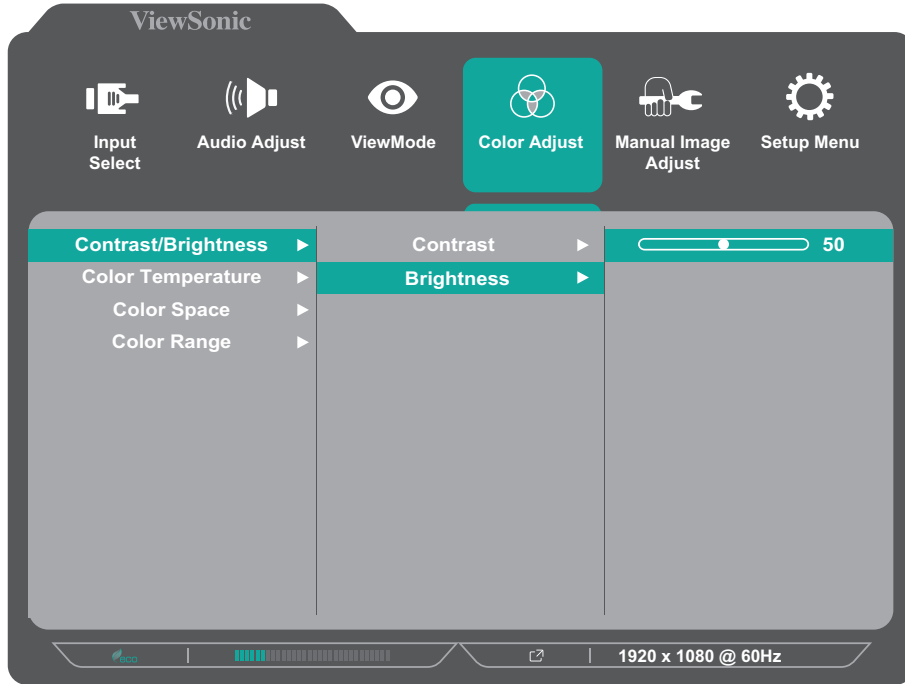 ViewSonic
Input Select
Audio Adjust
ViewMode
Color Adjust
Manual Image Adjust
Setup Menu
Contrast/Brightness
Contrast
50
Color Temperature
Brightness
Color Space
Color Range
eco
1920 x 1080 @ 60Hz